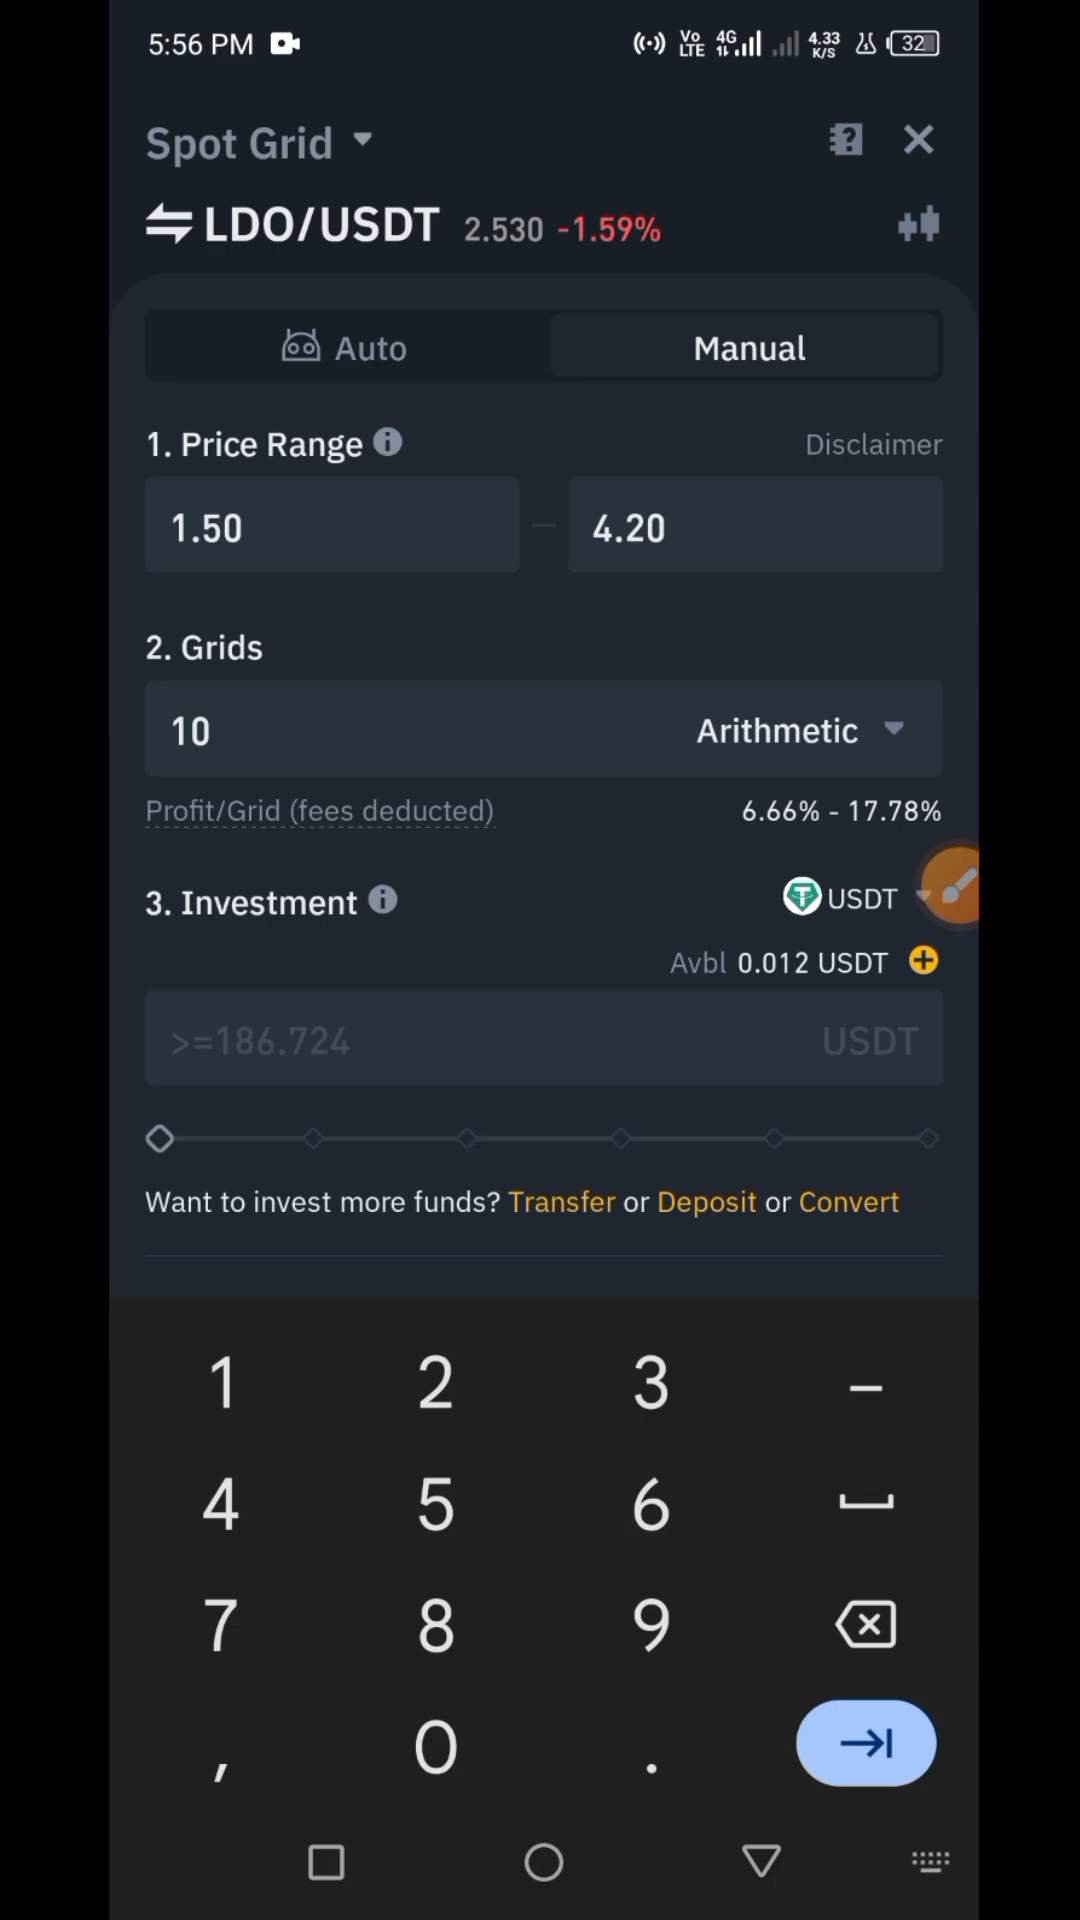 5:56 PM Vo LTE 4G 4.33 K/S 32
Spot Grid
LDO/USDT 2.530 -1.59%
Auto Manual
1. Price Range Disclaimer
1.50 – 4.20
2. Grids
10 Arithmetic
Profit/Grid (fees deducted) 6.66% - 17.78%
3. Investment USDT
Avbl 0.012 USDT
>=186.724 USDT
Want to invest more funds? Transfer or Deposit or Convert
1 2 3 –
4 5 6
7 8 9
, 0 .